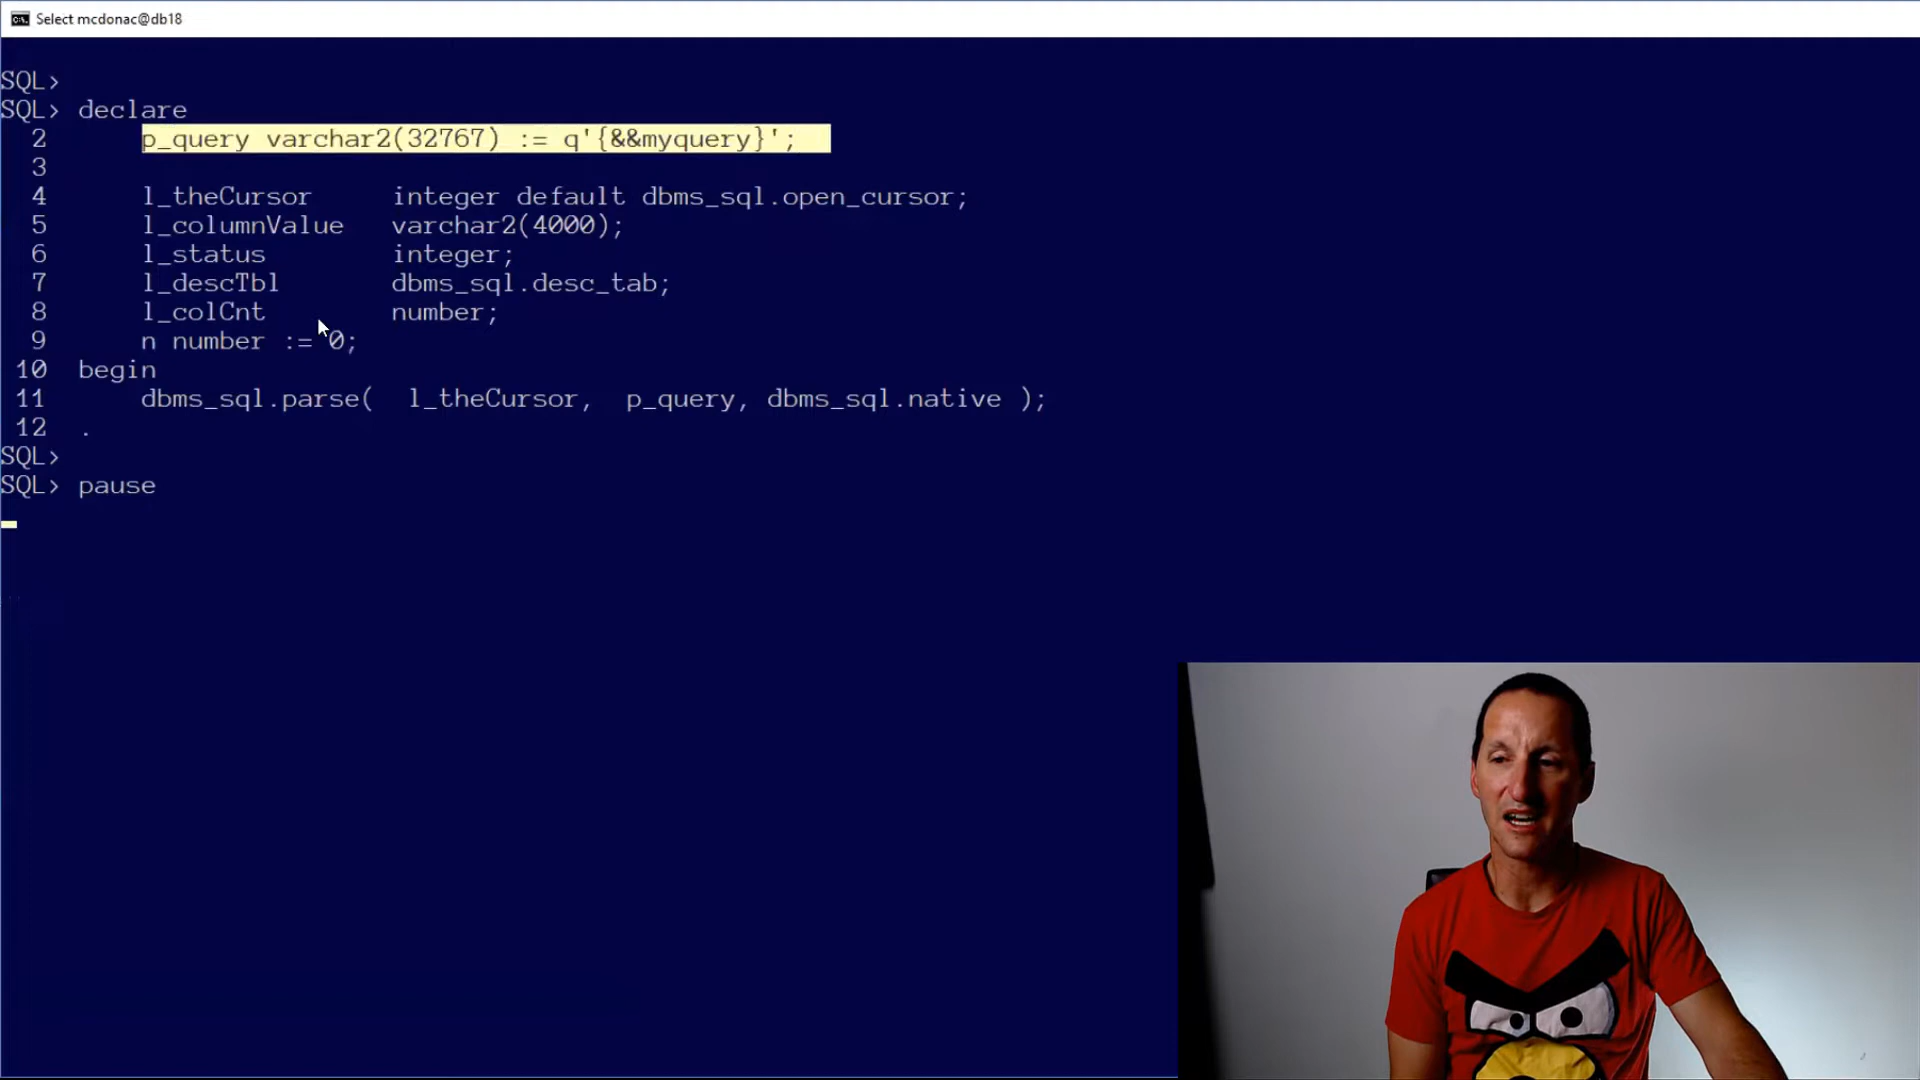 Select mcdonac@db18
SQL>
SQL> declare
2 p_query varchar2(32767) := q'{&&myquery}';
3
4 l_theCursor integer default dbms_sql.open_cursor;
5 l_columnValue varchar2(4000);
6 l_status integer;
7 l_descTbl dbms_sql.desc_tab;
8 l_colCnt number;
9 n number := 0;
10 begin
11 dbms_sql.parse( l_theCursor, p_query, dbms_sql.native );
12 .
SQL>
SQL> pause